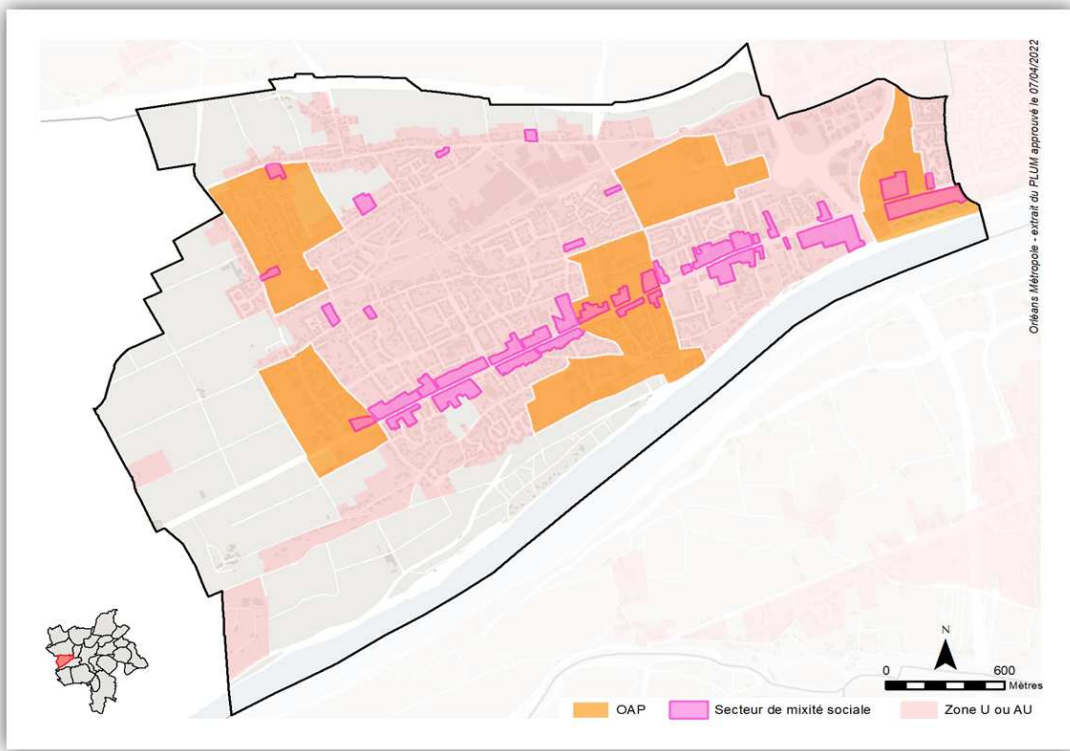 Orléans Métropole - extrait du PLUM approuvé le 07/04/2022
N
0 600
Mètres
OAP Secteur de mixité sociale Zone U ou AU